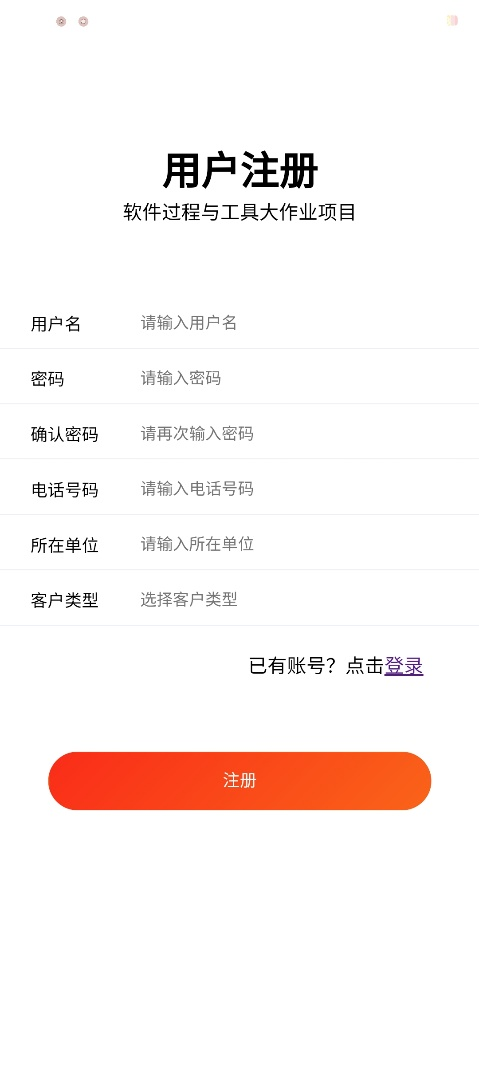 用户注册
软件过程与工具大作业项目
用户名 请输入用户名
密码 请输入密码
确认密码 请再次输入密码
电话号码 请输入电话号码
所在单位 请输入所在单位
客户类型 选择客户类型
已有账号？点击登录
注册